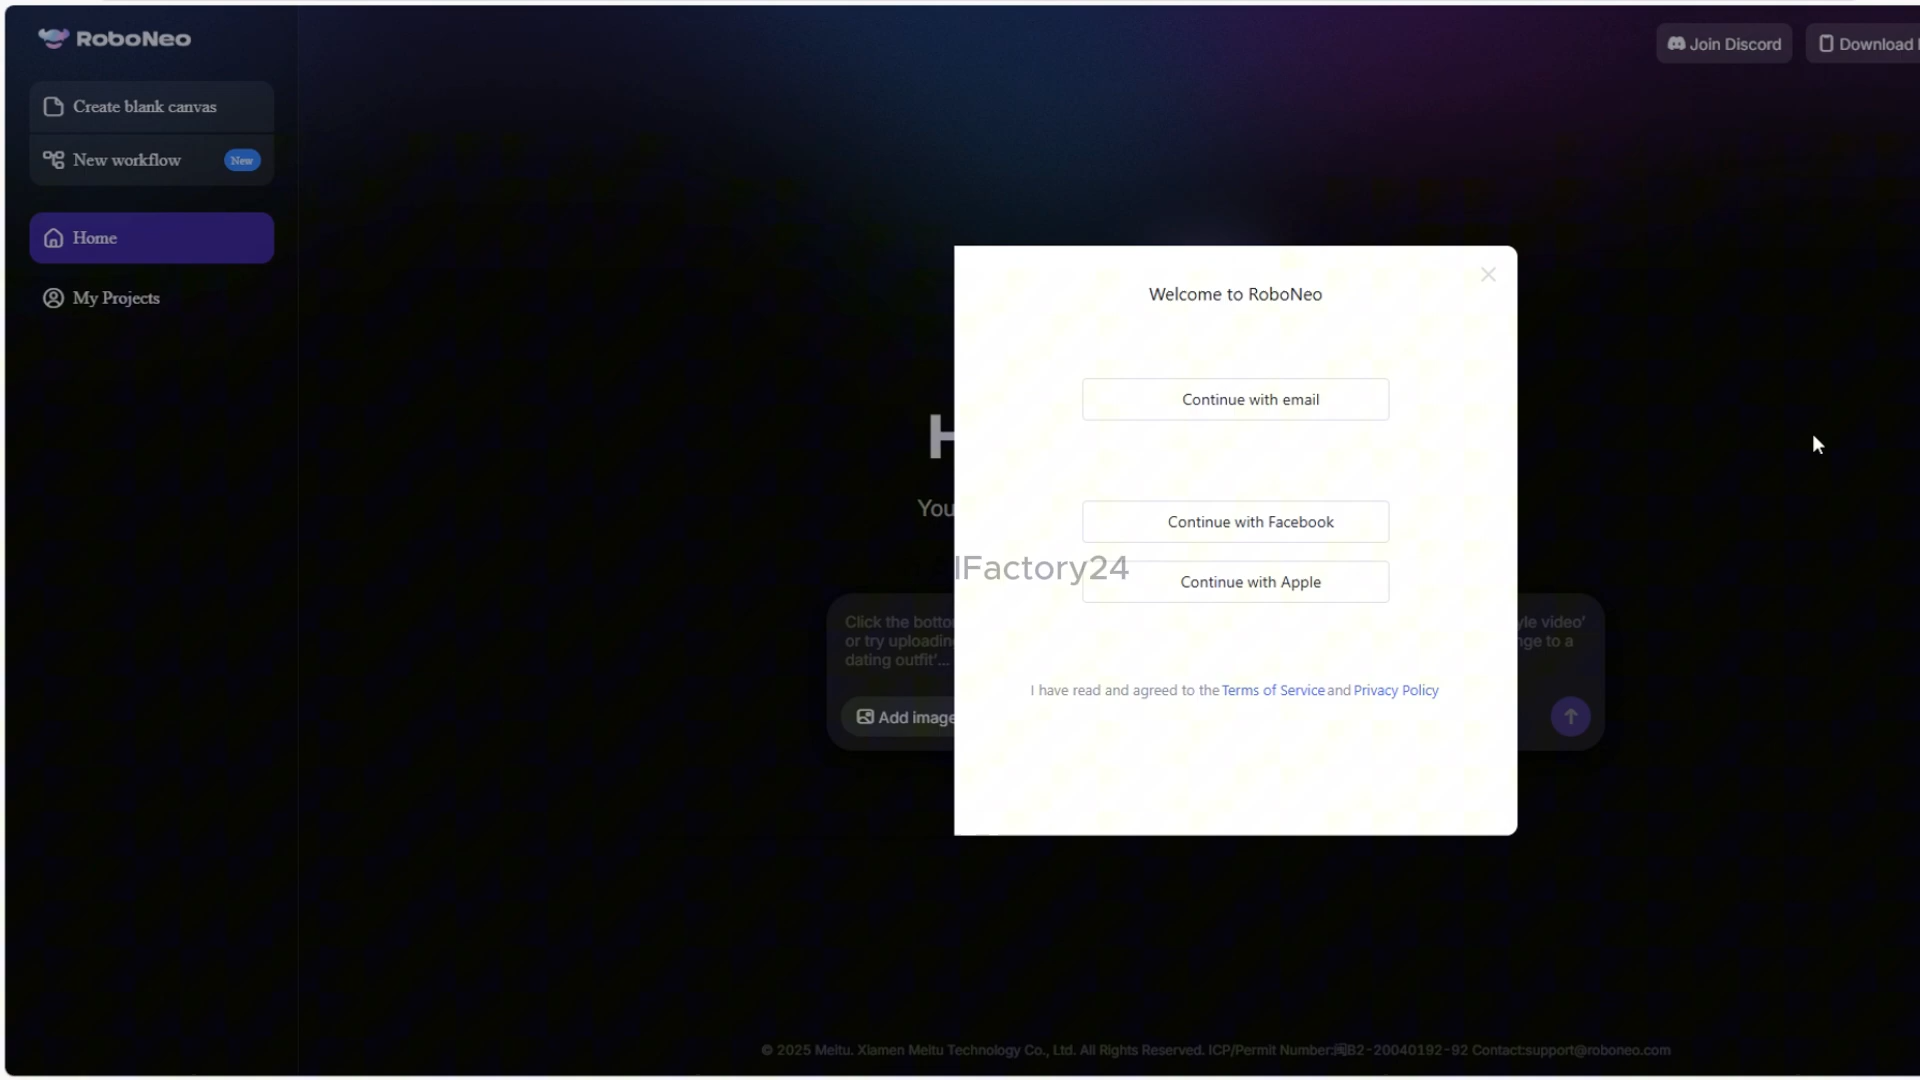 RoboNeo
Join Discord
Download
Create blank canvas
New workflow
New
Home
My Projects
Welcome to RoboNeo
Continue with email
H
You
Continue with Facebook
IFactory24
Continue with Apple
Click the botto
yle video'
or try uploadin
nge to a
dating outfit'...
I have read and agreed to the Terms of Service and Privacy Policy
Add image
© 2025 Meitu. Xiamen Meitu Technology Co., Ltd. All Rights Reserved. ICP/Permit Number:闽B2-20040192-92 Contact:support@roboneo.com